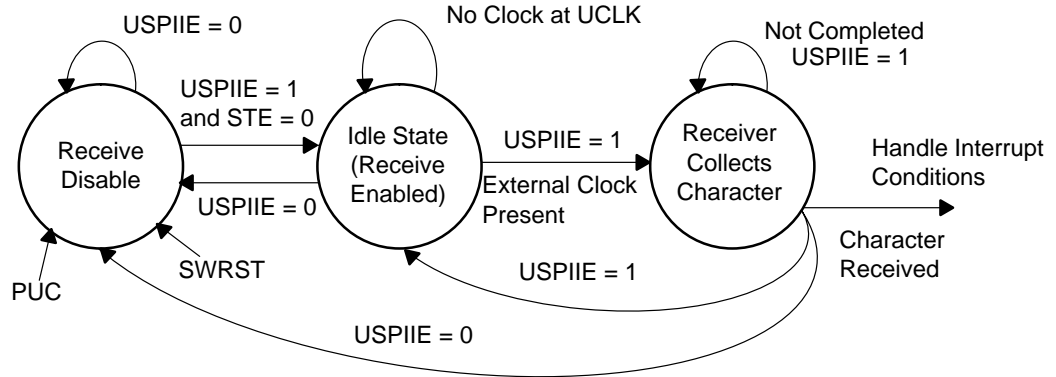 No Clock at UCLK
USPIIE = 0
Not Completed
USPIIE = 1
USPIIE = 1
and STE = 0
Receive
Disable
Idle State
(Receive
Enabled)
USPIIE = 1
External Clock
Present
Receiver
Collects
Character
Handle Interrupt
Conditions
USPIIE = 0
Character
Received
SWRST
PUC
USPIIE = 1
USPIIE = 0